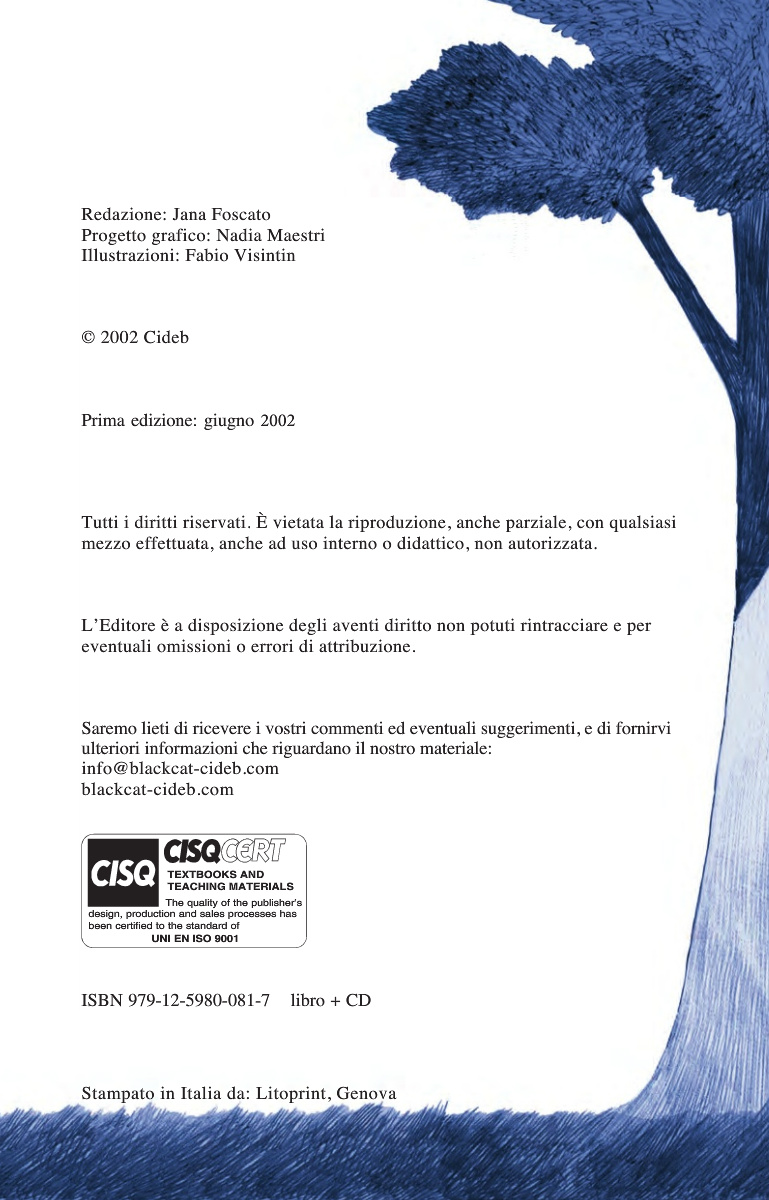 Redazione: Jana Foscato
Progetto grafico: Nadia Maestri
Illustrazioni: Fabio Visintin
© 2002 Cideb
Prima edizione: giugno 2002
Tutti i diritti riservati. È vietata la riproduzione, anche parziale, con qualsiasi
mezzo effettuata, anche ad uso interno o didattico, non autorizzata.
L’Editore è a disposizione degli aventi diritto non potuti rintracciare e per
eventuali omissioni o errori di attribuzione.
Saremo lieti di ricevere i vostri commenti ed eventuali suggerimenti, e di fornirvi
ulteriori informazioni che riguardano il nostro materiale:
info@blackcat-cideb.com
blackcat-cideb.com
CISQ
CISQCERT
TEXTBOOKS AND
TEACHING MATERIALS
The quality of the publisher’s
design, production and sales processes has
been certified to the standard of
UNI EN ISO 9001
ISBN 979-12-5980-081-7 libro + CD
Stampato in Italia da: Litoprint, Genova